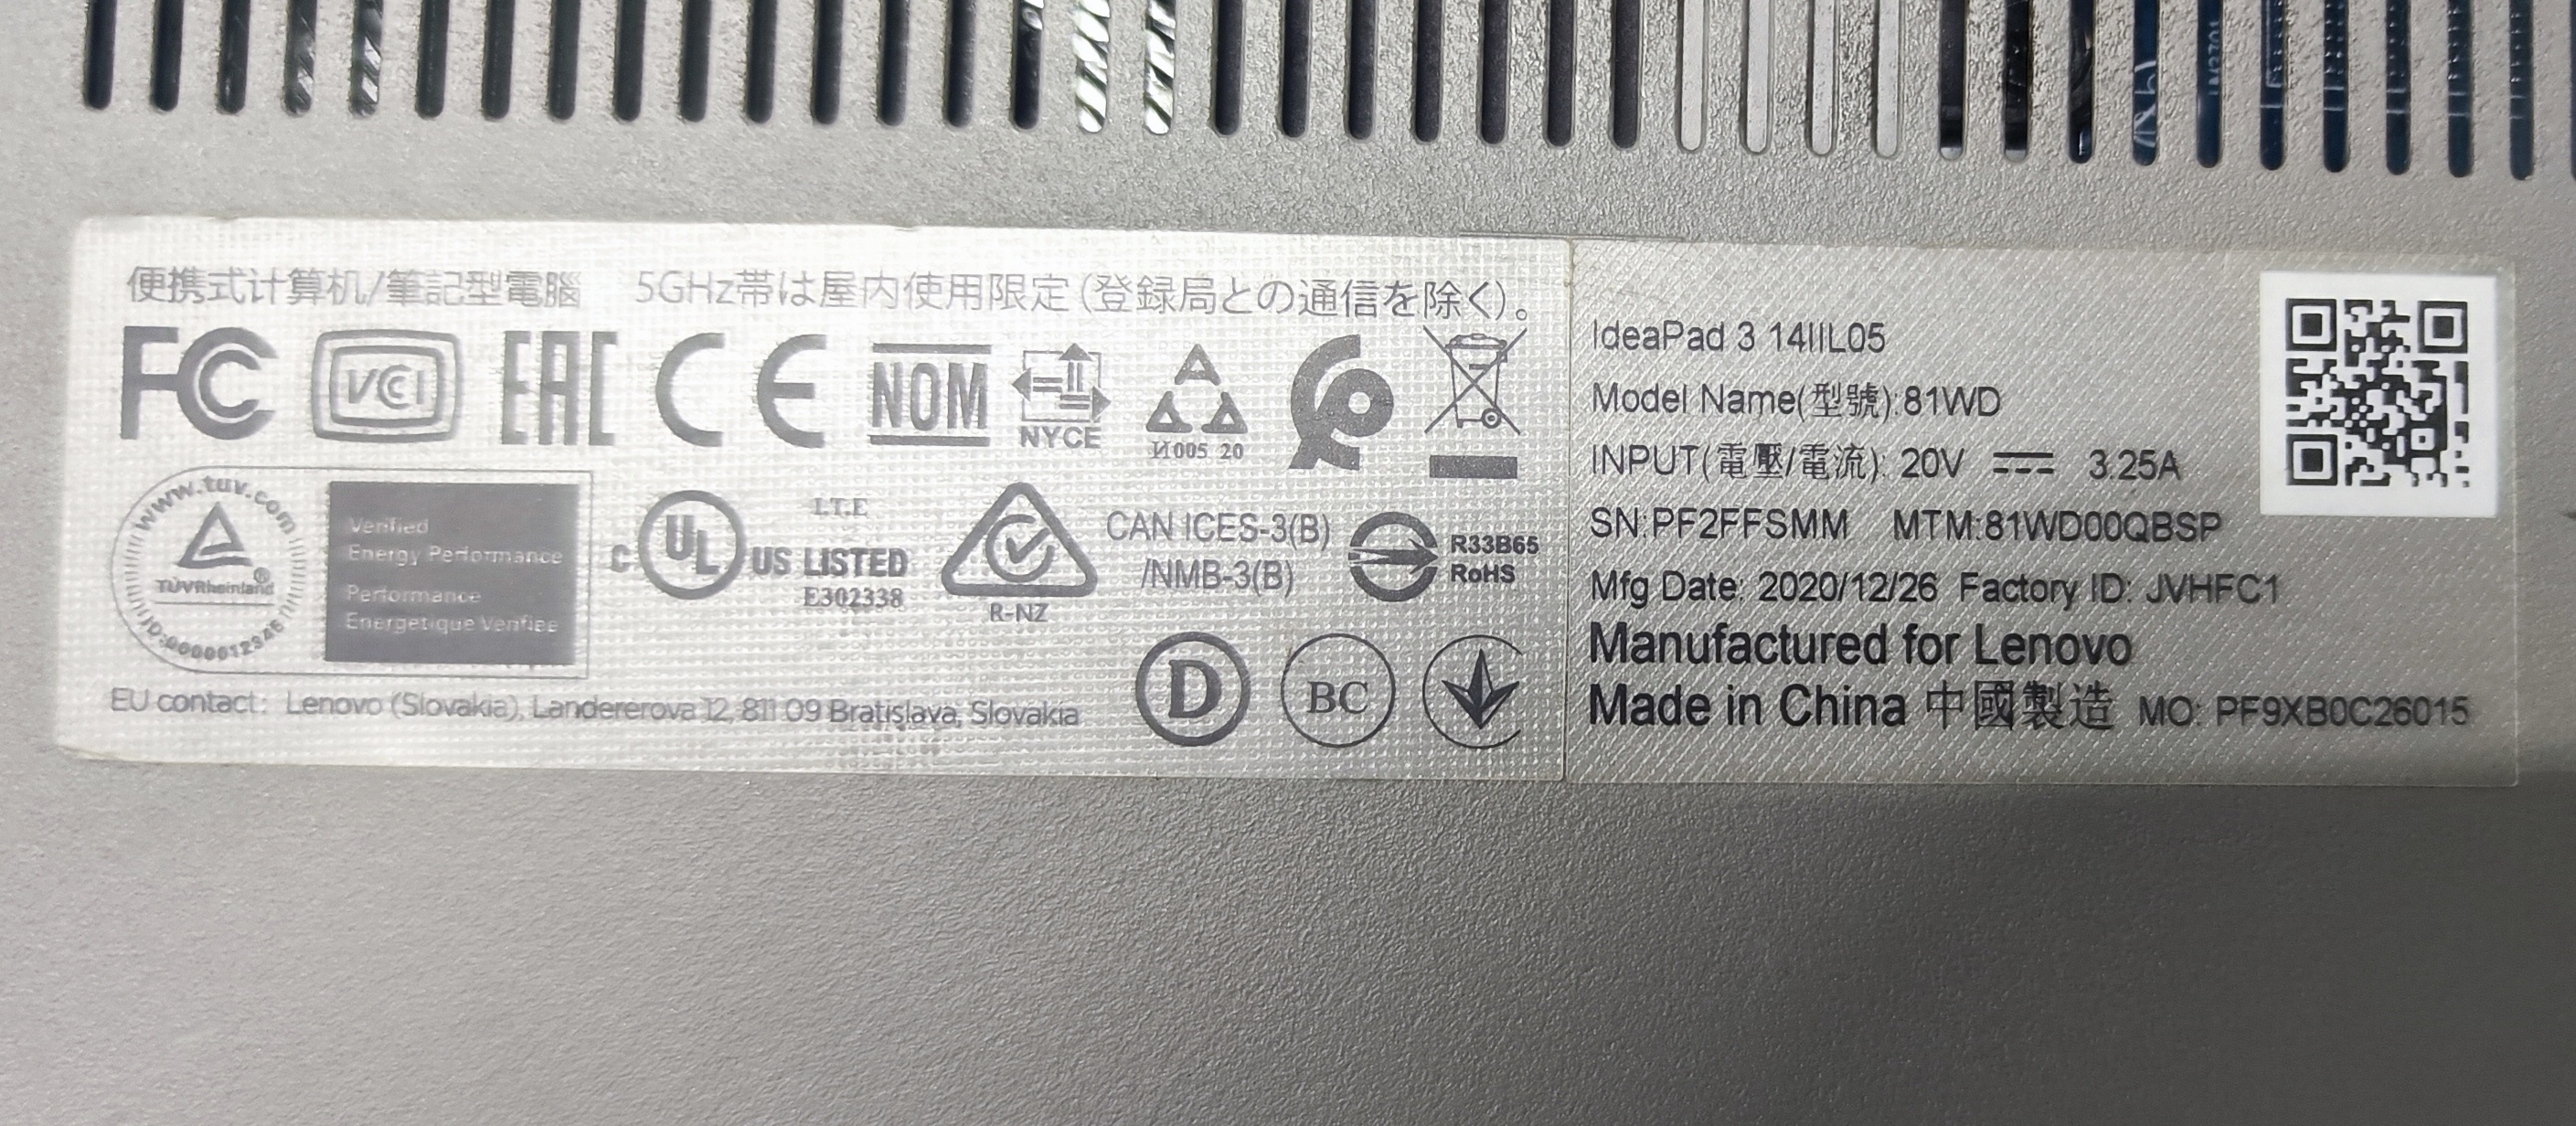 便携式计算机/筆記型電腦 5GHz帯は屋内使用限定(登録局との通信を除く)。
FC VCI EAC CE NOM NYCE И005 20
www.tuv.com
TÜVRheinland®
ID:0000012346
Verified
Energy Performance
Performance
Energetique Verifiee
C UL US LISTED
I.T.E
E302338
R-NZ
CAN ICES-3(B)
/NMB-3(B)
R33B65
RoHS
D BC
EU contact: Lenovo (Slovakia), Landererova 12, 811 09 Bratislava, Slovakia
IdeaPad 3 14IIL05
Model Name(型號):81WD
INPUT(電壓/電流): 20V 3.25A
SN:PF2FFSMM MTM:81WD00QBSP
Mfg Date: 2020/12/26 Factory ID: JVHFC1
Manufactured for Lenovo
Made in China 中國製造 MO: PF9XB0C26015